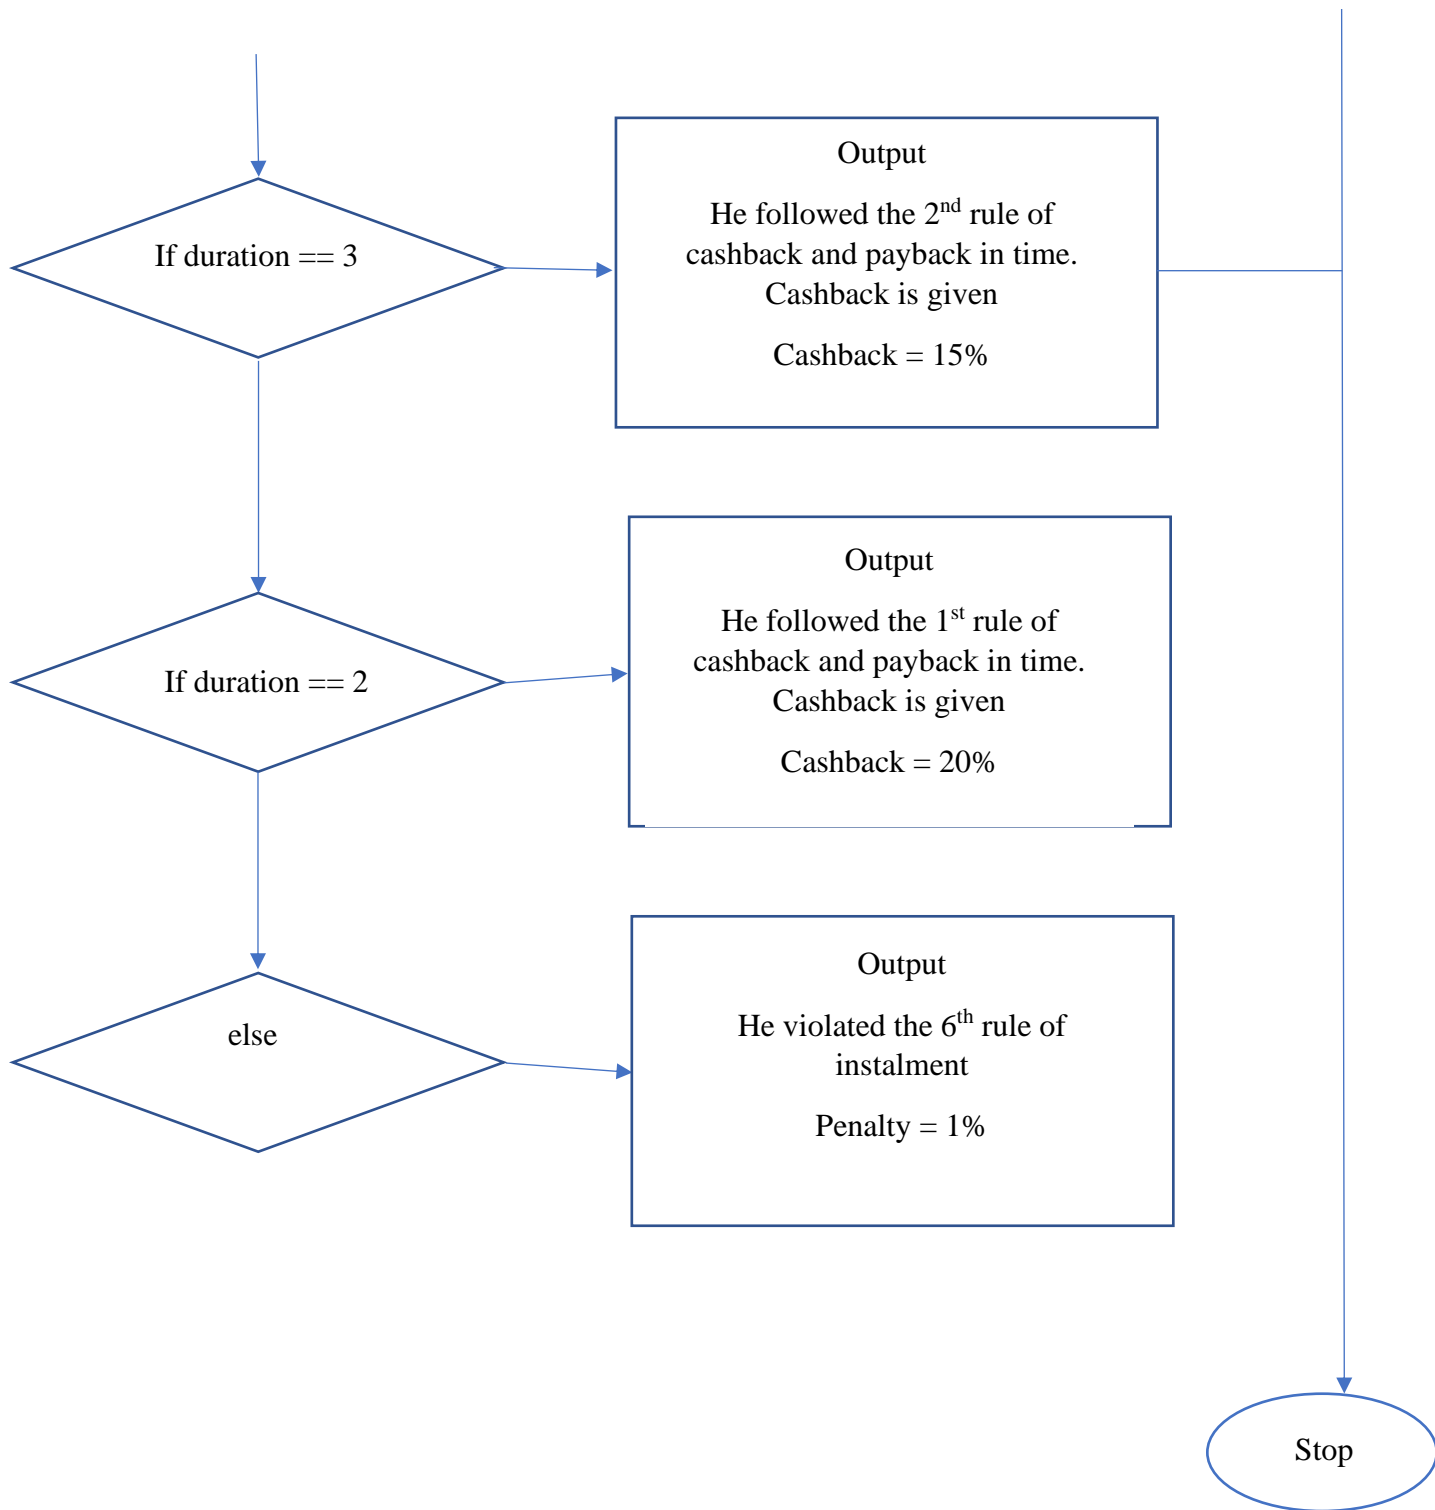 If duration == 3
Output
He followed the 2nd rule of
cashback and payback in time.
Cashback is given
Cashback = 15%
If duration == 2
Output
He followed the 1st rule of
cashback and payback in time.
Cashback is given
Cashback = 20%
else
Output
He violated the 6th rule of
instalment
Penalty = 1%
Stop